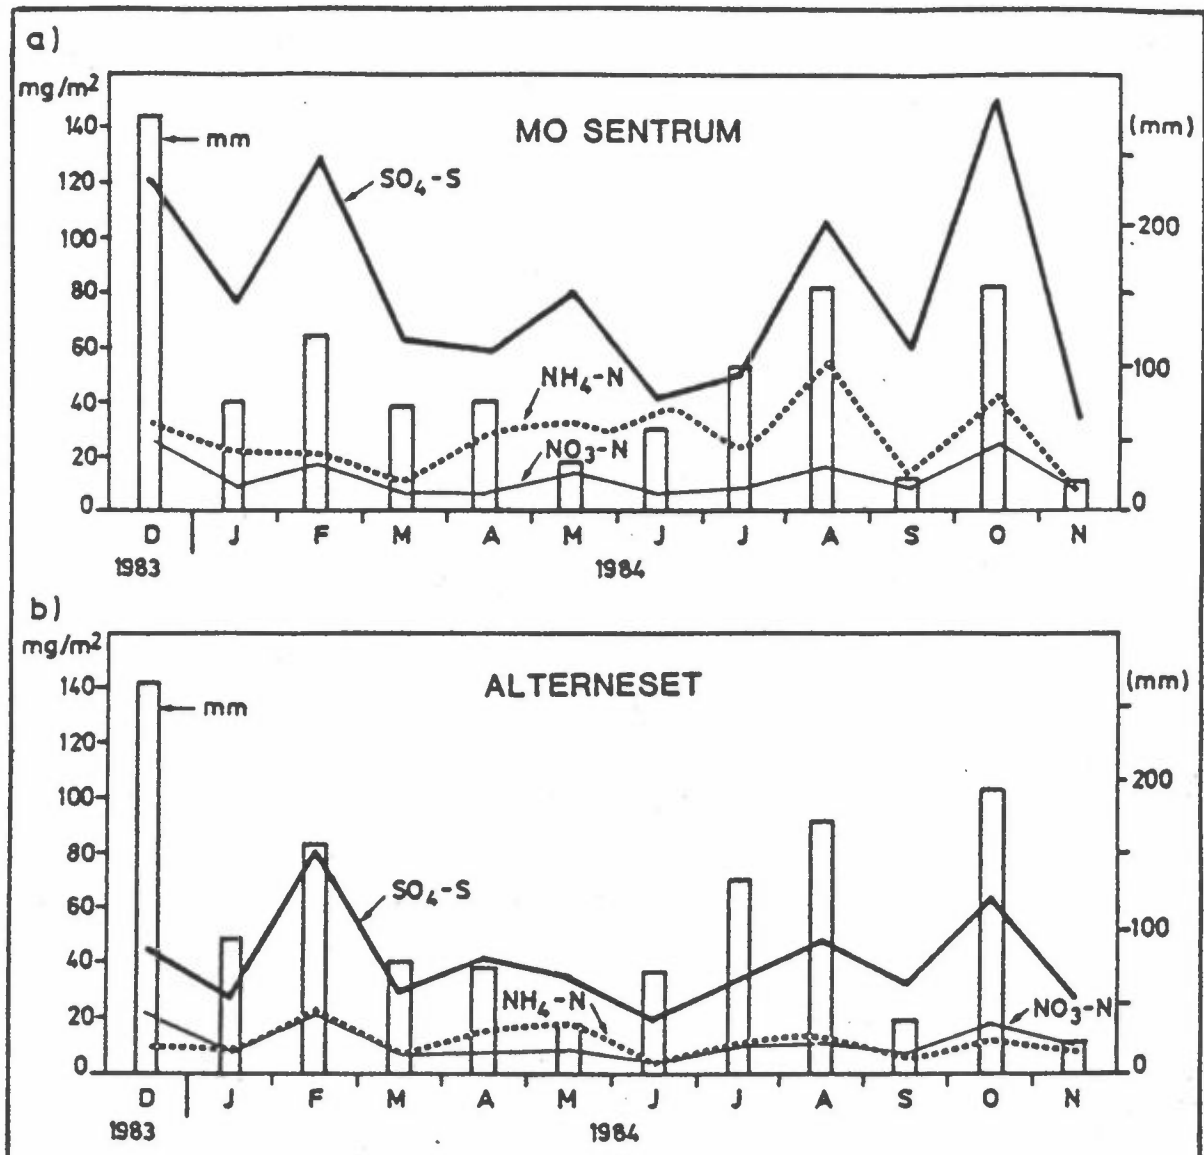 a)
mg/m²
MO SENTRUM
(mm)
140
mm
SO₄-S
120
100
200
80
60
NH₄-N
100
40
NO₃-N
20
0
0
D J F M A M J J A S O N
1983 1984
b)
mg/m²
ALTERNESET
(mm)
140
mm
120
200
100
80
SO₄-S
60
100
40
NH₄-N
NO₃-N
20
0
0
D J F M A M J J A S O N
1983 1984